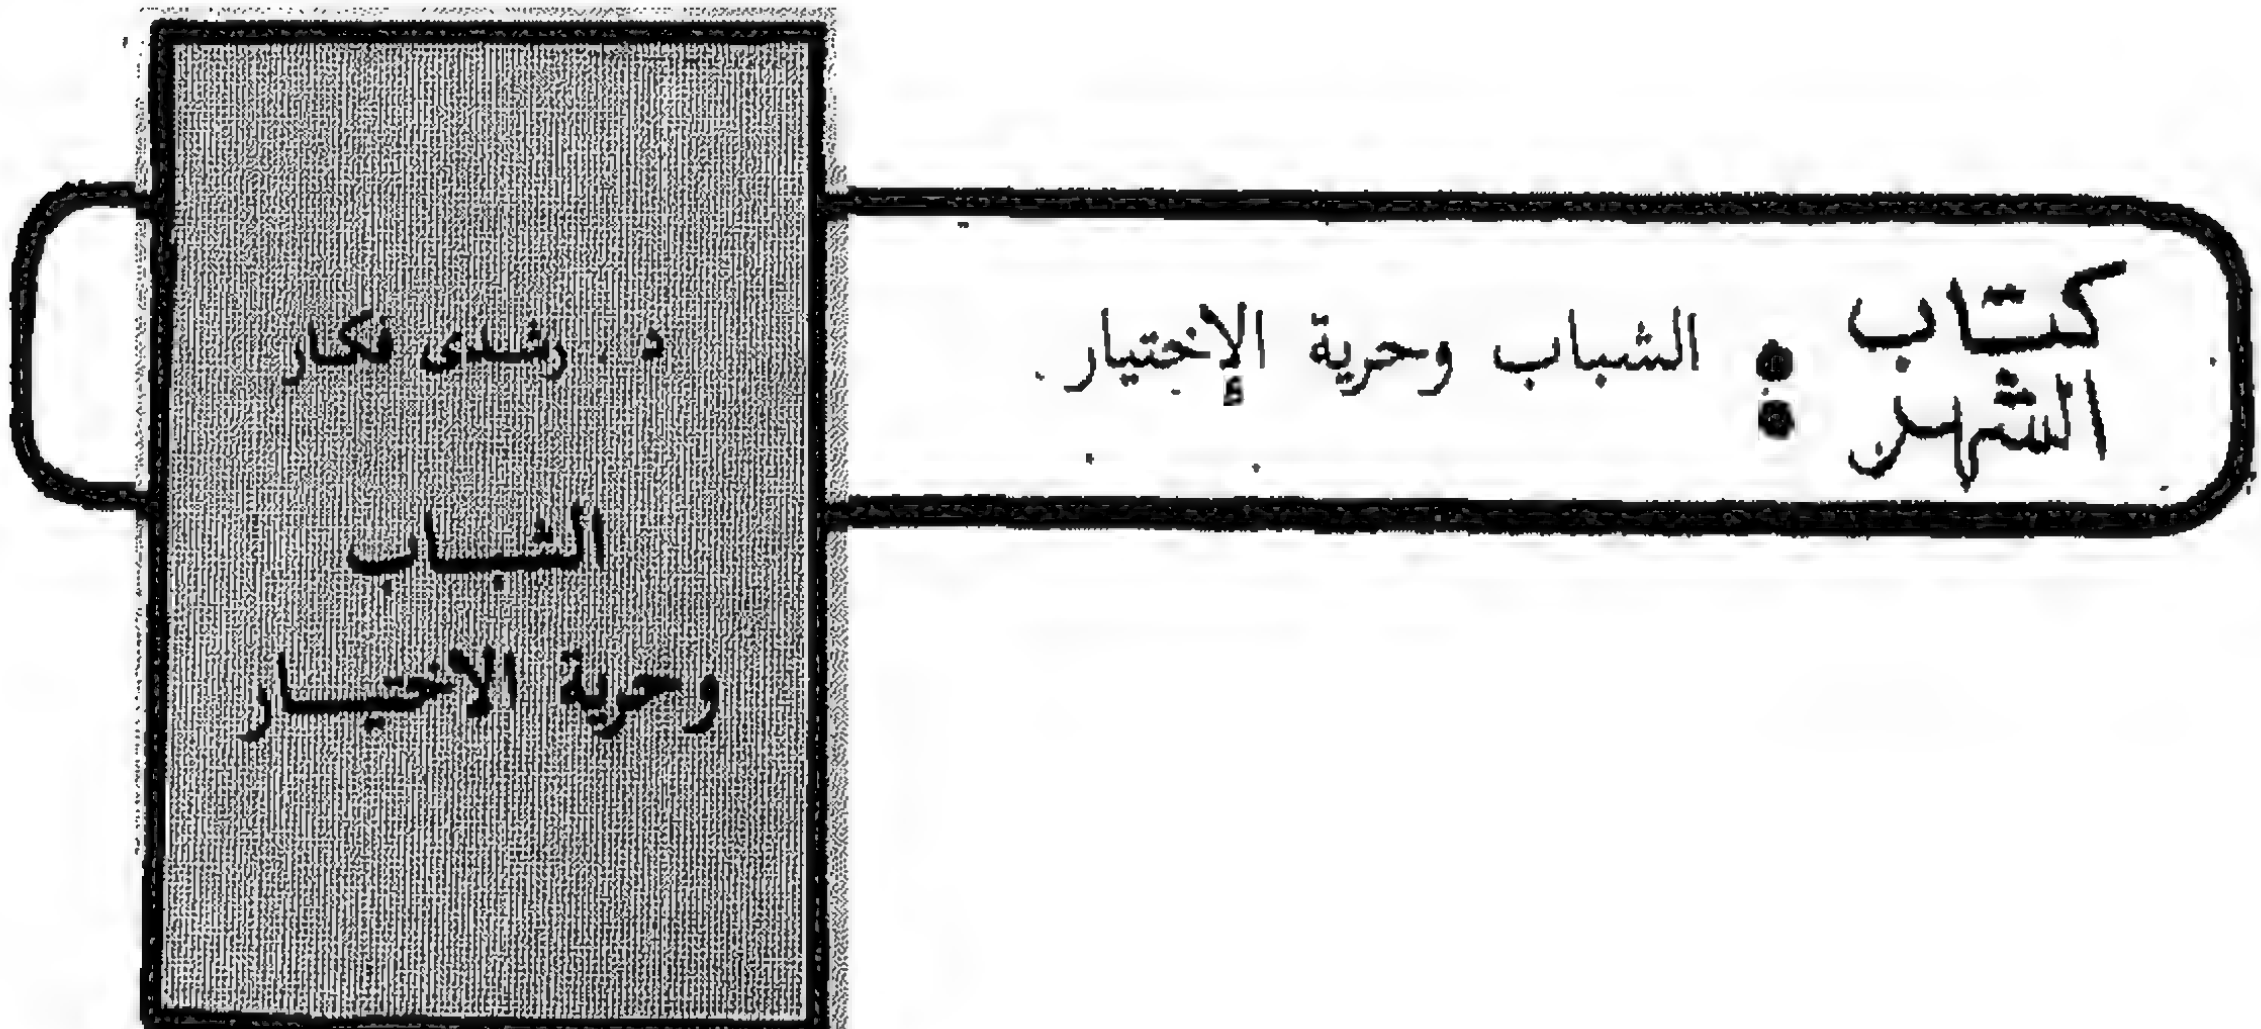 كتاب الشهر : الشباب وحرية الإختيار
د . رشدى فكار
الشباب
وحرية الاختيار